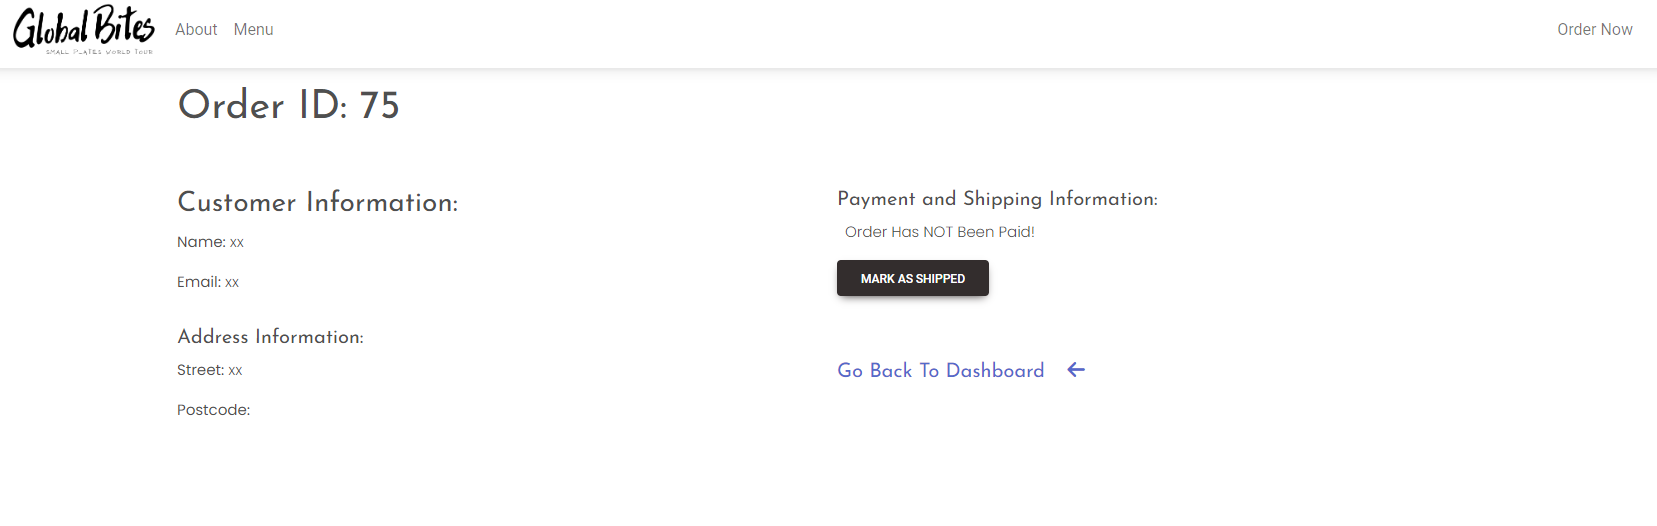 Global Bites
SMALL PLATES WORLD TOUR
About Menu
Order Now
Order ID: 75
Customer Information:
Name: xx
Email: xx
Address Information:
Street: xx
Postcode:
Payment and Shipping Information:
Order Has NOT Been Paid!
MARK AS SHIPPED
Go Back To Dashboard